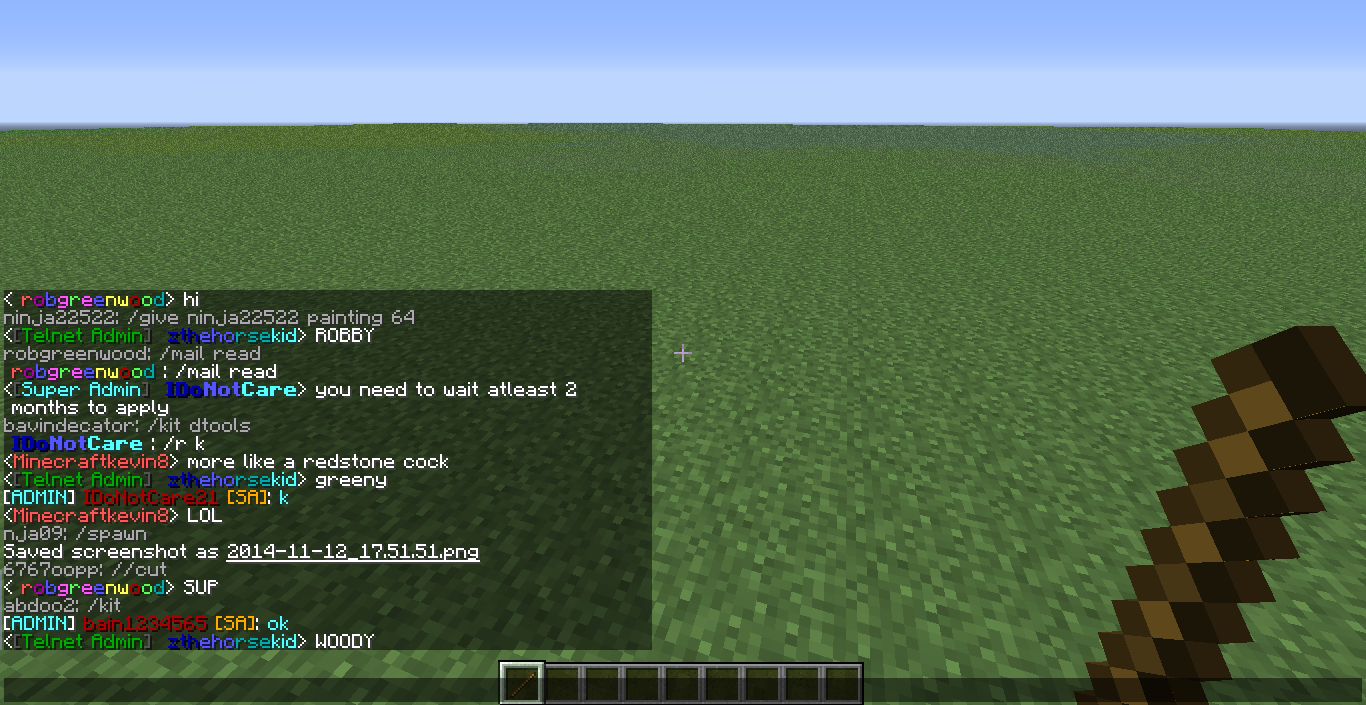 < robgreenwood> hi
ninja22522: /give ninja22522 painting 64
<[Telnet Admin] zthehorsekid> ROBBY
robgreenwood: /mail read
robgreenwood : /mail read
<[Super Admin] IDoNotCare> you need to wait atleast 2
months to apply
bavindecator: /kit dtools
IDoNotCare : /r k
<Minecraftkevin8> more like a redstone cock
<[Telnet Admin] zthehorsekid> greeny
[ADMIN] IDoNotCare21 [SA]: k
<Minecraftkevin8> LOL
nja09: /spawn
Saved screenshot as 2014-11-12_17.51.51.png
6767oopp: //cut
< robgreenwood> SUP
abdoo2: /kit
[ADMIN] bain1234565 [SA]: ok
<[Telnet Admin] zthehorsekid> WOODY